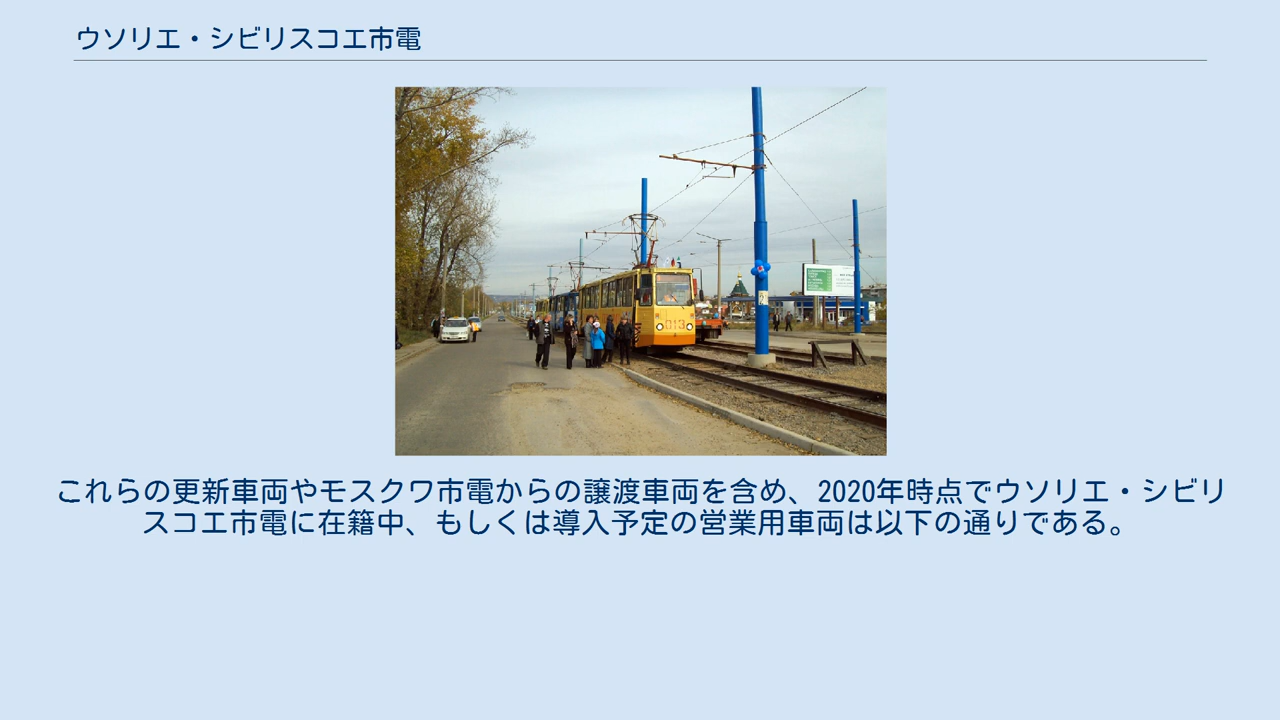 ウソリエ・シビリスコエ市電
013
これらの更新車両やモスクワ市電からの譲渡車両を含め、2020年時点でウソリエ・シビリ
スコエ市電に在籍中、もしくは導入予定の営業用車両は以下の通りである。